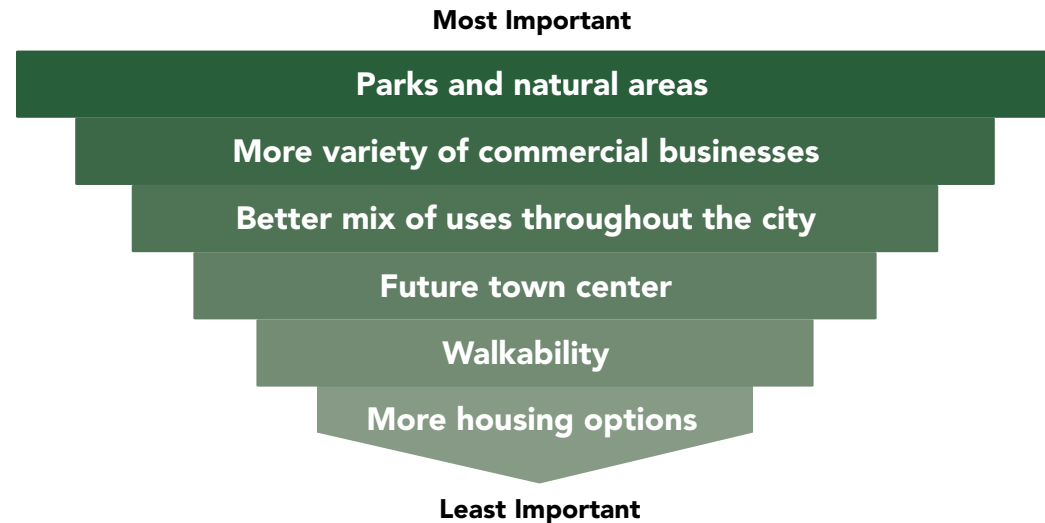 Most Important
Parks and natural areas
More variety of commercial businesses
Better mix of uses throughout the city
Future town center
Walkability
More housing options
Least Important